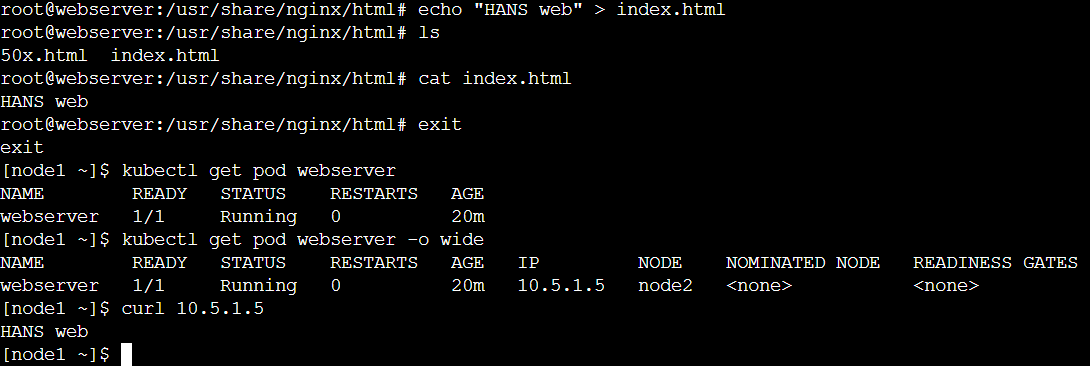 root@webserver:/usr/share/nginx/html# echo "HANS web" > index.html
root@webserver:/usr/share/nginx/html# ls
50x.html  index.html
root@webserver:/usr/share/nginx/html# cat index.html
HANS web
root@webserver:/usr/share/nginx/html# exit
exit
[node1 ~]$ kubectl get pod webserver
NAME        READY   STATUS    RESTARTS   AGE
webserver   1/1     Running   0          20m
[node1 ~]$ kubectl get pod webserver -o wide
NAME        READY   STATUS    RESTARTS   AGE   IP         NODE    NOMINATED NODE   READINESS GATES
webserver   1/1     Running   0          20m   10.5.1.5   node2   <none>           <none>
[node1 ~]$ curl 10.5.1.5
HANS web
[node1 ~]$